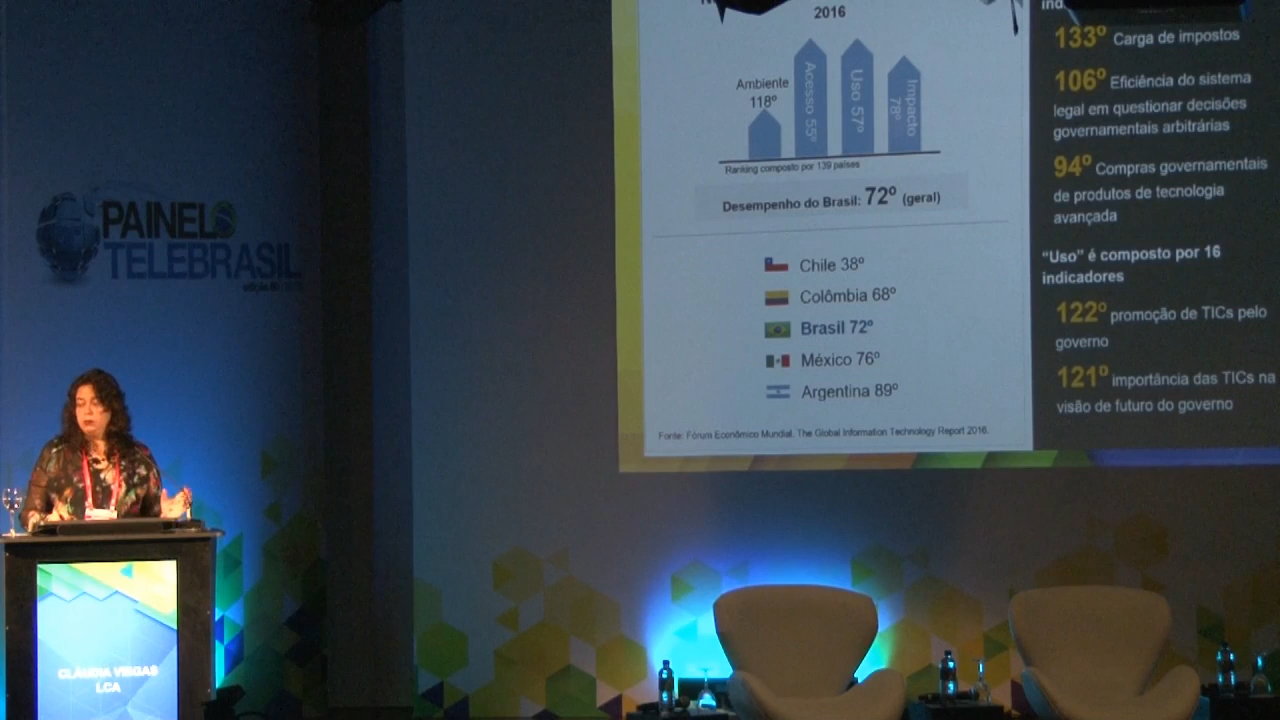 PAINEL
TELEBRASIL
CLÁUDIA VEIGAS
LCA
2016
Ambiente
118º
Acesso 55º
Uso 57º
Impacto
78º
Ranking composto por 139 países
Desempenho do Brasil: 72º (geral)
Chile 38º
Colômbia 68º
Brasil 72º
México 76º
Argentina 89º
Fonte: Fórum Econômico Mundial. The Global Information Technology Report 2016.
133º Carga de impostos
106º Eficiência do sistema
legal em questionar decisões
governamentais arbitrárias
94º Compras governamentais
de produtos de tecnologia
avançada
“Uso” é composto por 16
indicadores
122º promoção de TICs pelo
governo
121º importância das TICs na
visão de futuro do governo